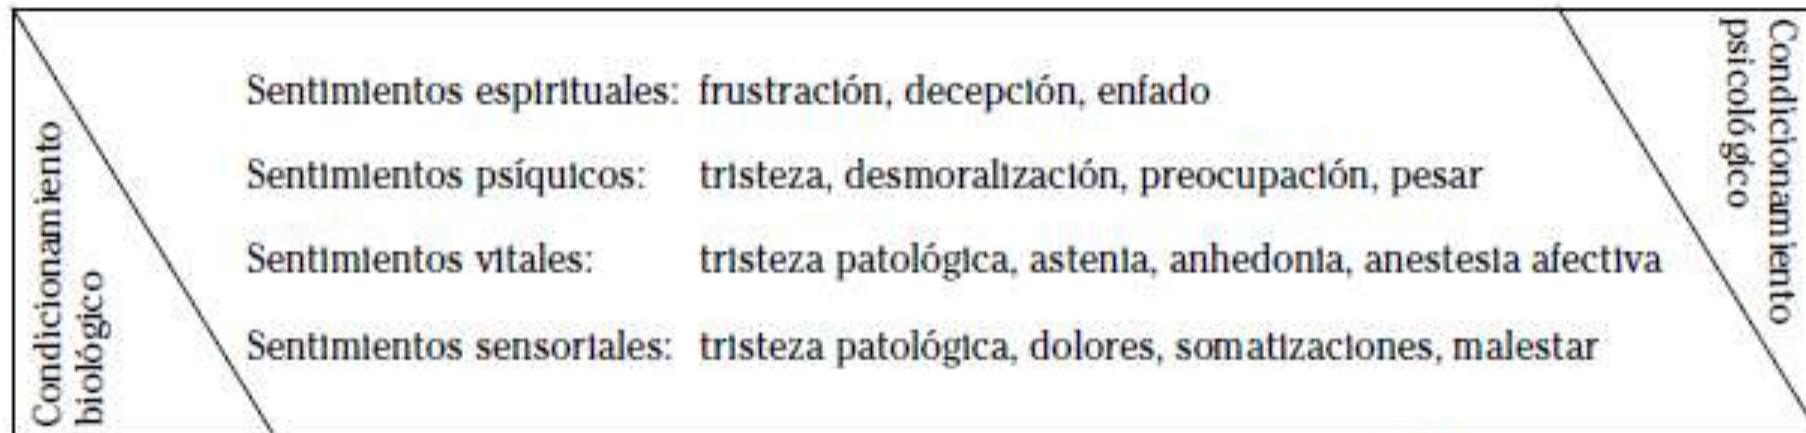 Condicionamiento
biológico
Sentimientos espirituales: frustración, decepción, enfado
Sentimientos psíquicos: tristeza, desmoralización, preocupación, pesar
Sentimientos vitales: tristeza patológica, astenia, anhedonia, anestesia afectiva
Sentimientos sensoriales: tristeza patológica, dolores, somatizaciones, malestar
Condicionamiento
psicológico